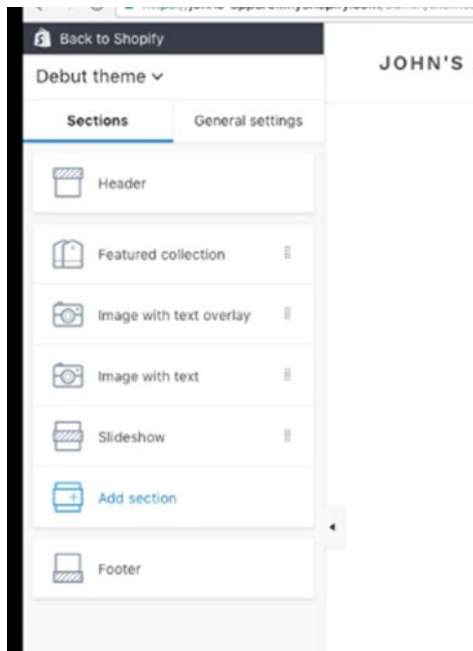 Back to Shopify
JOHN'S
Debut theme
Sections
General settings
Header
Featured collection
Image with text overlay
Image with text
Slideshow
Add section
Footer